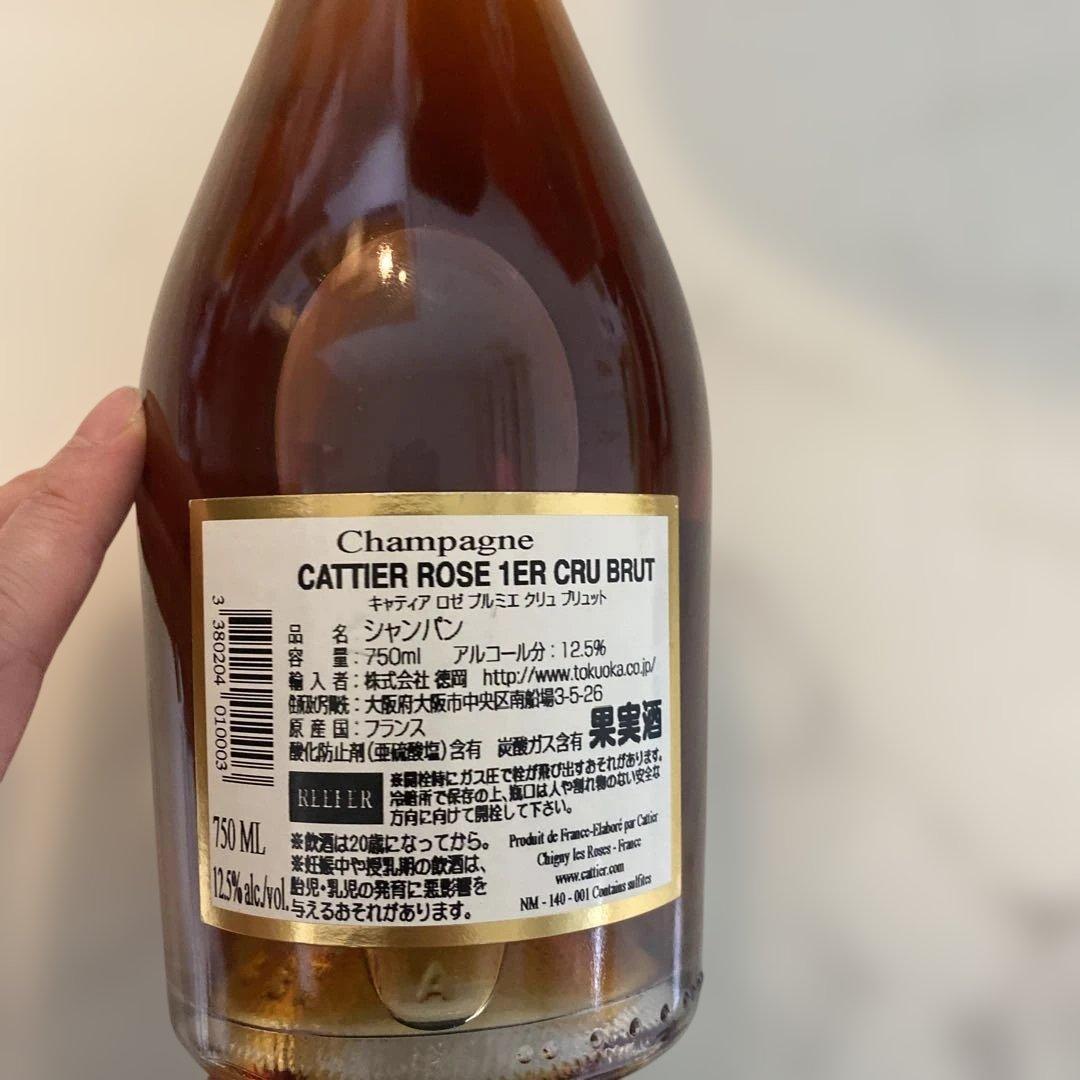 Champagne
CATTIER ROSE 1ER CRU BRUT
キャティア ロゼ プルミエ クリュ ブリュット
品 名：シャンパン
容 量：750ml アルコール分：12.5%
輸入者：株式会社 徳岡 http://www.tokuoka.co.jp/
住所及び引取先：大阪府大阪市中央区南船場3-5-26
原産国：フランス
酸化防止剤(亜硫酸塩)含有 炭酸ガス含有
果実酒
REEFER
※開栓時にガス圧で栓が飛び出すおそれがあります。
冷暗所で保存の上、瓶口は人や割れ物のない安全な
方向に向けて開栓して下さい。
※飲酒は20歳になってから。
※妊娠中や授乳期の飲酒は、
胎児・乳児の発育に悪影響を
与えるおそれがあります。
Produit de France-Elaboré par Cattier
Chigny les Roses - France
www.cattier.com
NM - 140 - 001 Contains sulfites
750 ML
12.5% alc./vol.
3 380204 010003
A